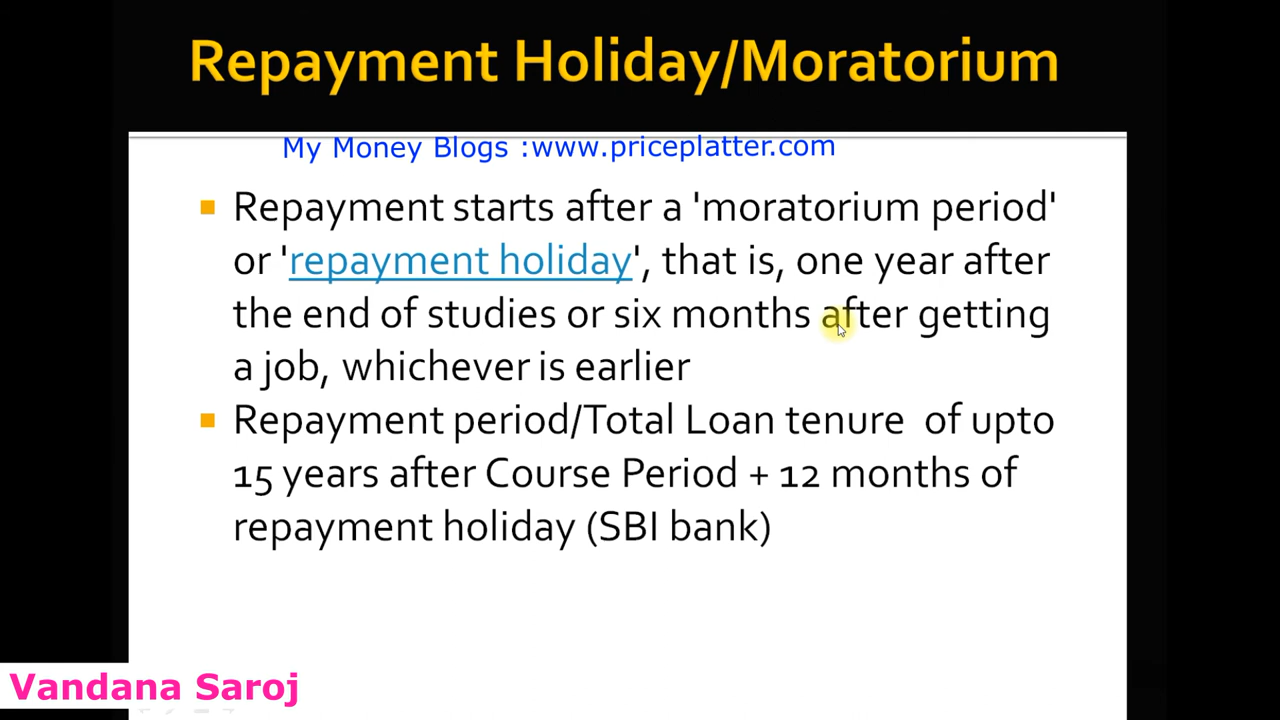 Repayment Holiday/Moratorium
My Money Blogs :www.priceplatter.com
Repayment starts after a 'moratorium period'
or 'repayment holiday', that is, one year after
the end of studies or six months after getting
a job, whichever is earlier
Repayment period/Total Loan tenure of upto
15 years after Course Period + 12 months of
repayment holiday (SBI bank)
Vandana Saroj